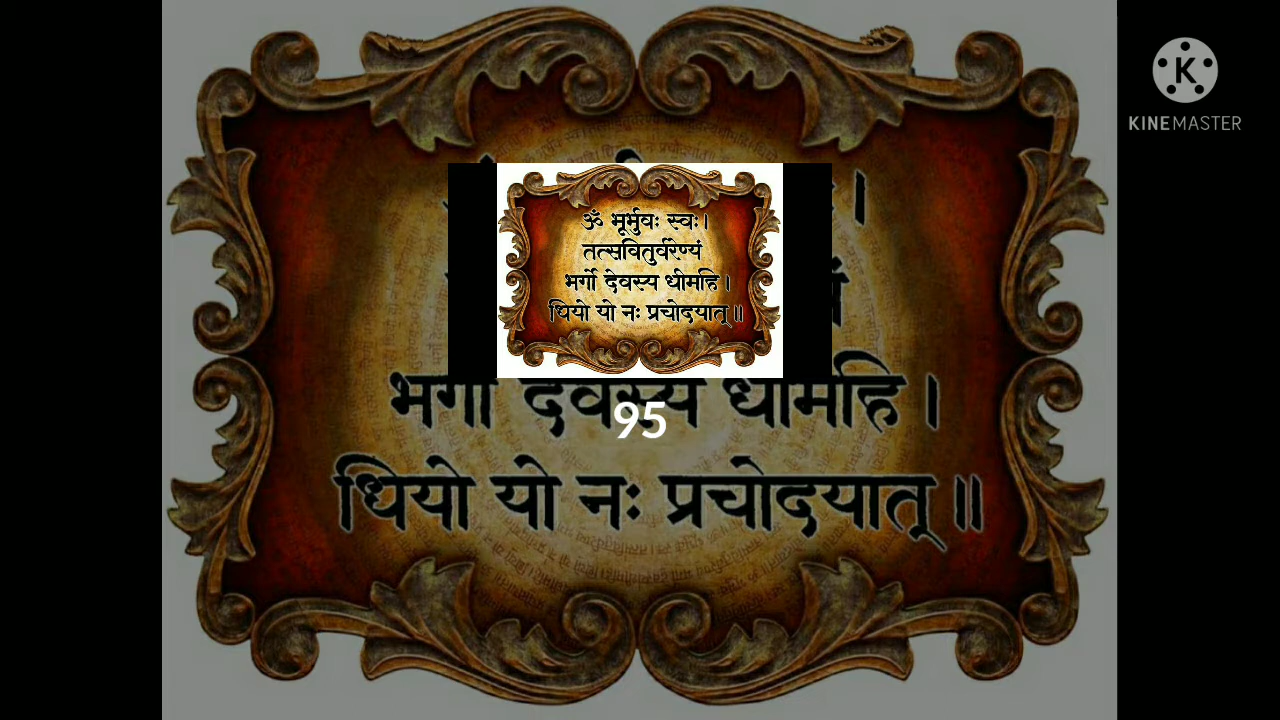 ॐ भूर्भुवः स्वः।
तत्सवितुर्वरेण्यं
भर्गो देवस्य धीमहि।
धियो यो नः प्रचोदयात्॥
भर्गो देवस्य धीमहि।
95
धियो यो नः प्रचोदयात्॥
KINEMASTER